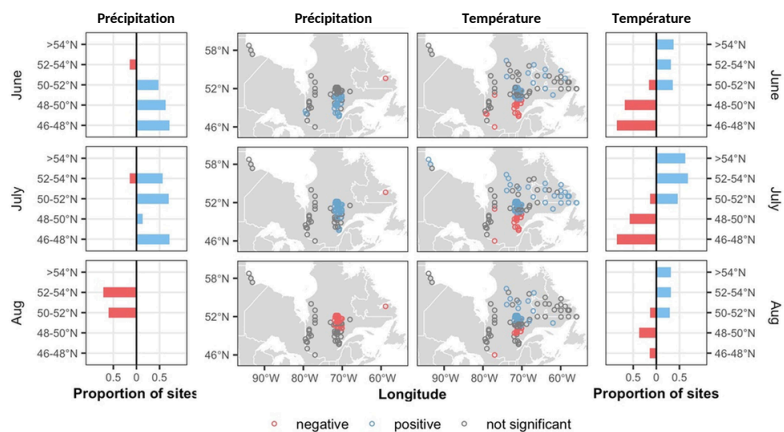 Précipitation Précipitation Température Température
>54°N
52-54°N
50-52°N
48-50°N
46-48°N
June
58°N
52°N
46°N
>54°N
52-54°N
50-52°N
48-50°N
46-48°N
June
>54°N
52-54°N
50-52°N
48-50°N
46-48°N
July
58°N
52°N
46°N
>54°N
52-54°N
50-52°N
48-50°N
46-48°N
July
>54°N
52-54°N
50-52°N
48-50°N
46-48°N
Aug
58°N
52°N
46°N
>54°N
52-54°N
50-52°N
48-50°N
46-48°N
Aug
0.5 0 0.5 90°W 80°W 70°W 60°W 90°W 80°W 70°W 60°W 0.5 0 0.5
Proportion of sites Longitude Proportion of sites
negative positive not significant